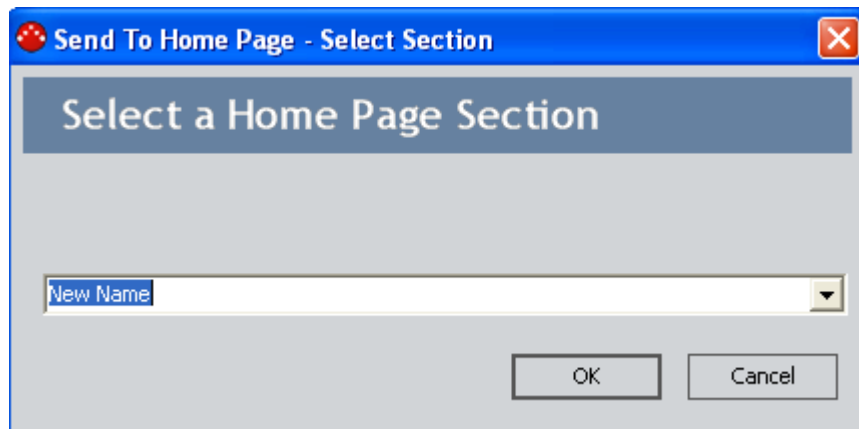 Send To Home Page - Select Section
Select a Home Page Section
New Name
OK Cancel